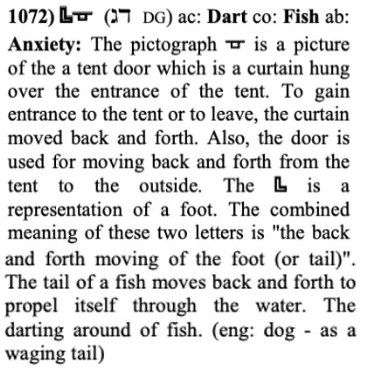 1072) (דג DG) ac: Dart co: Fish ab:
Anxiety: The pictograph is a picture
of the a tent door which is a curtain hung
over the entrance of the tent. To gain
entrance to the tent or to leave, the curtain
moved back and forth. Also, the door is
used for moving back and forth from the
tent to the outside. The is a
representation of a foot. The combined
meaning of these two letters is "the back
and forth moving of the foot (or tail)".
The tail of a fish moves back and forth to
propel itself through the water. The
darting around of fish. (eng: dog - as a
waging tail)